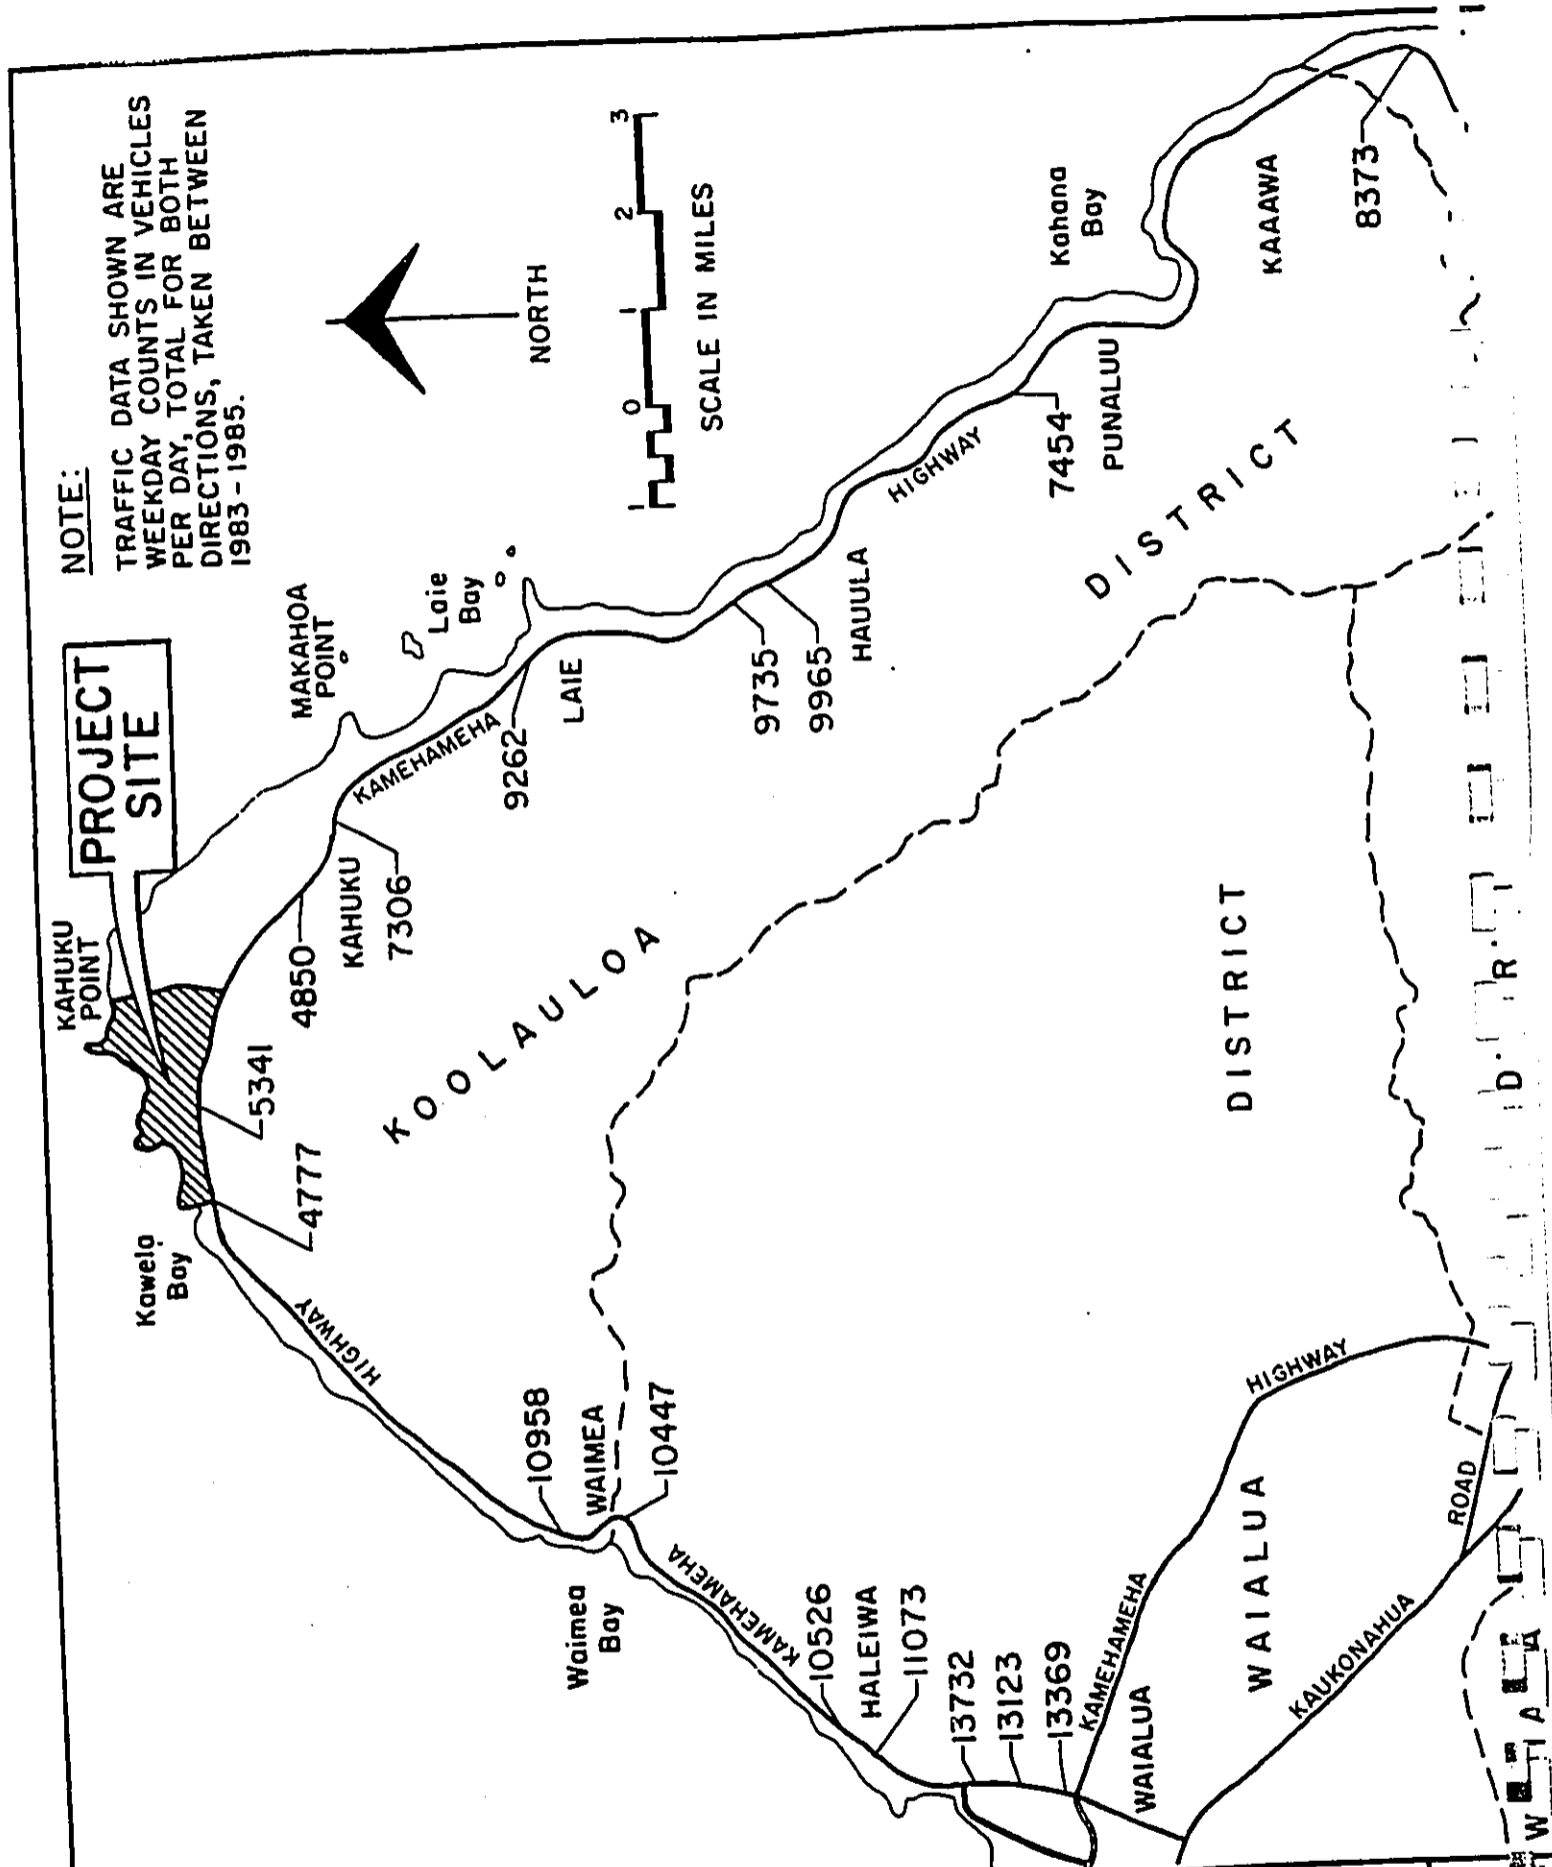 NOTE:
TRAFFIC DATA SHOWN ARE
WEEKDAY COUNTS IN VEHICLES
PER DAY, TOTAL FOR BOTH
DIRECTIONS, TAKEN BETWEEN
1983-1985.
PROJECT
SITE
KAHUKU
POINT
MAKAHOA
POINT
Laie
Bay
NORTH
1 0 1 2 3
SCALE IN MILES
Kawela
Bay
5341
4777
4850
KAHUKU
7306
KAMEHAMEHA
9262
LAIE
9735
9965
HAUULA
HIGHWAY
7454
PUNALUU
Kahana
Bay
KAAAWA
8373
KOOLAULOA
DISTRICT
HIGHWAY
10958
WAIMEA
10447
Waimea
Bay
KAMEHAMEHA
10526
HALEIWA
11073
13732
13123
13369
KAMEHAMEHA
HIGHWAY
WAIALUA
WAIALUA
DISTRICT
KAUKONAHUA
ROAD